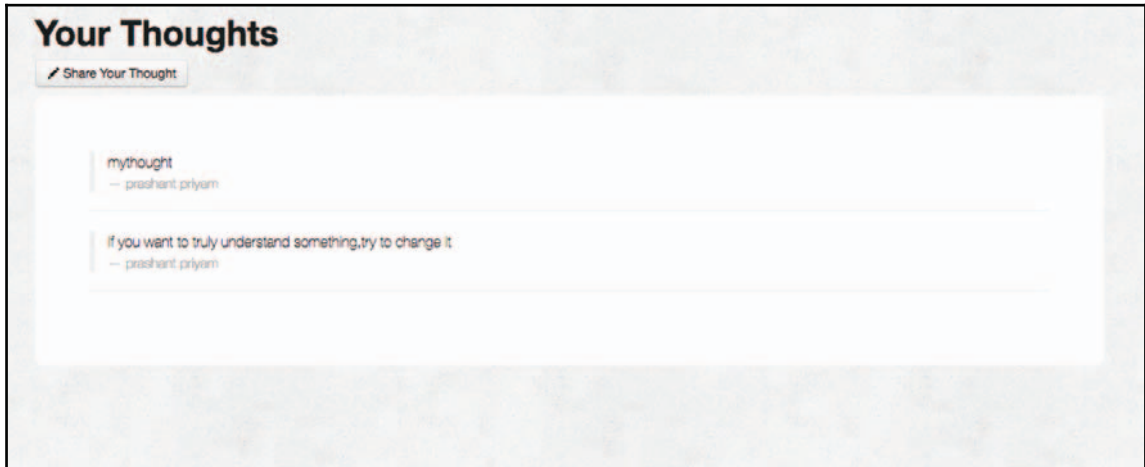 Your Thoughts
Share Your Thought
mythought
— prashant priyam
If you want to truly understand something,try to change it
— prashant priyam